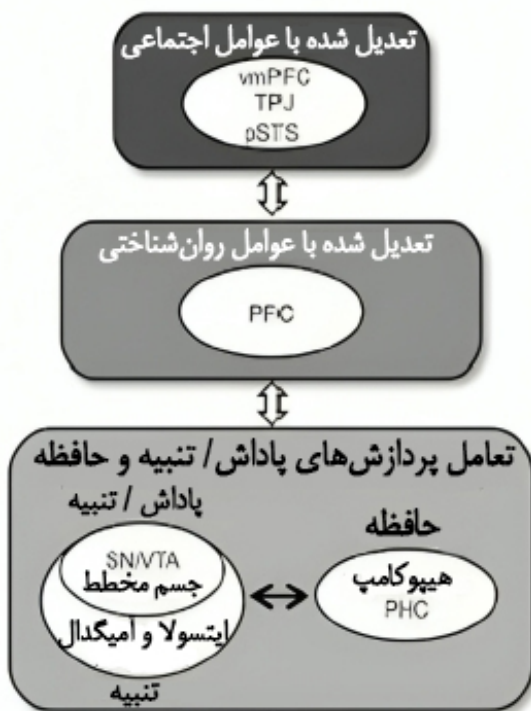 تعدیل شده با عوامل اجتماعی
vmPFC
TPJ
pSTS
تعدیل شده با عوامل روان‌شناختی
PFC
تعامل پردازش‌های پاداش/ تنبیه و حافظه
پاداش / تنبیه
حافظه
SN/VTA
جسم مخطط
هیپوکامپ
PHC
ایتسولا و آمیگدال
تنبیه